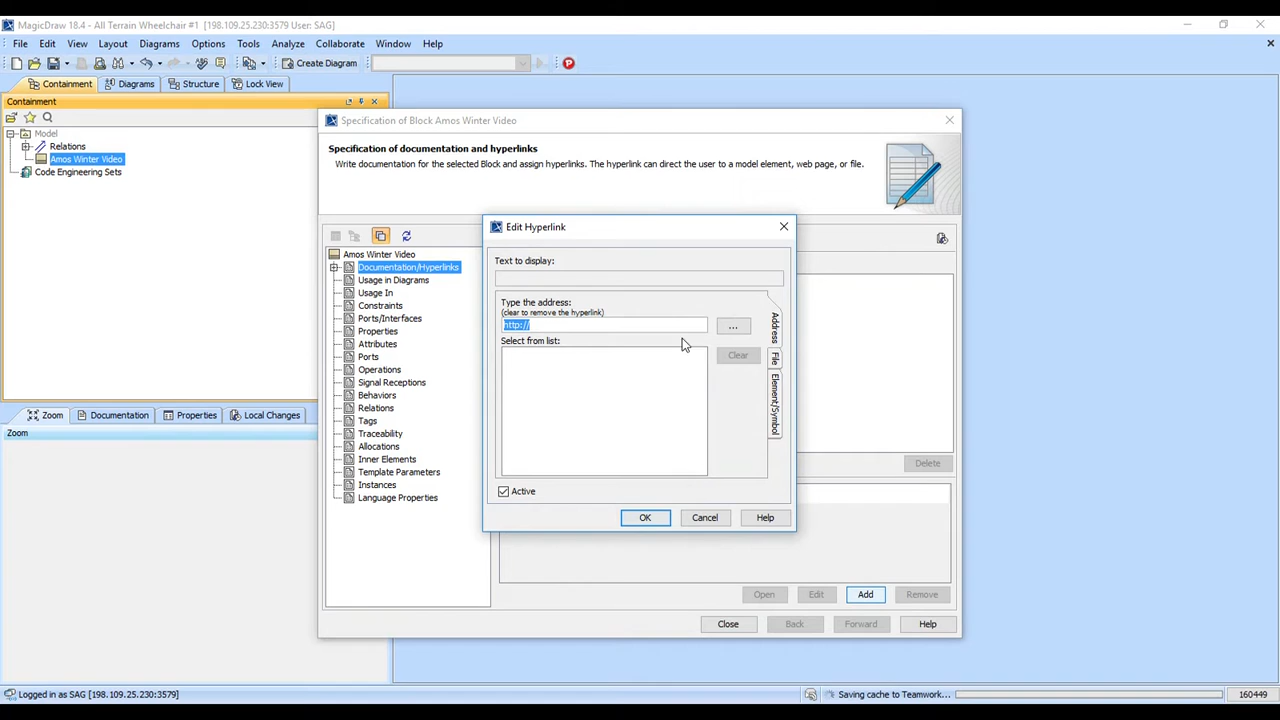 MagicDraw 18.4 - All Terrain Wheelchair #1 [198.109.25.230:3579 User: SAG]
File Edit View Layout Diagrams Options Tools Analyze Collaborate Window Help
Create Diagram
Containment Diagrams Structure Lock View
Containment
Model
Relations
Amos Winter Video
Code Engineering Sets
Zoom Documentation Properties Local Changes
Zoom
Specification of Block Amos Winter Video
Specification of documentation and hyperlinks
Write documentation for the selected Block and assign hyperlinks. The hyperlink can direct the user to a model element, web page, or file.
Amos Winter Video
Documentation/Hyperlinks
Usage in Diagrams
Usage In
Constraints
Ports/Interfaces
Properties
Attributes
Ports
Operations
Signal Receptions
Behaviors
Relations
Tags
Traceability
Allocations
Inner Elements
Template Parameters
Instances
Language Properties
Edit Hyperlink
Text to display:
Type the address:
(clear to remove the hyperlink)
http://
...
Select from list:
Clear
Address
File
Element/Symbol
Active
OK Cancel Help
Delete
Open Edit Add Remove
Close Back Forward Help
Logged in as SAG [198.109.25.230:3579]
Saving cache to Teamwork...
160449